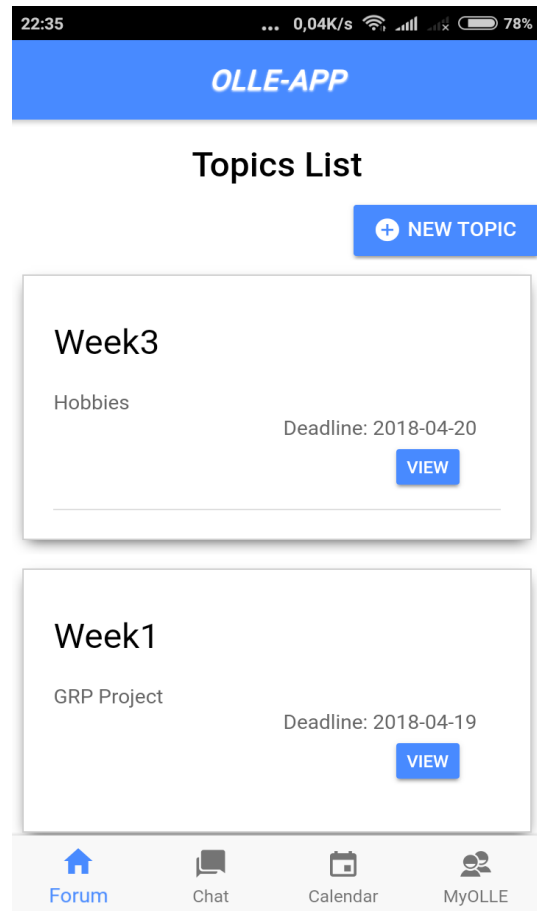 22:35 ... 0,04K/s 78%
OLLE-APP
Topics List
NEW TOPIC
Week3
Hobbies
Deadline: 2018-04-20
VIEW
Week1
GRP Project
Deadline: 2018-04-19
VIEW
Forum Chat Calendar MyOLLE